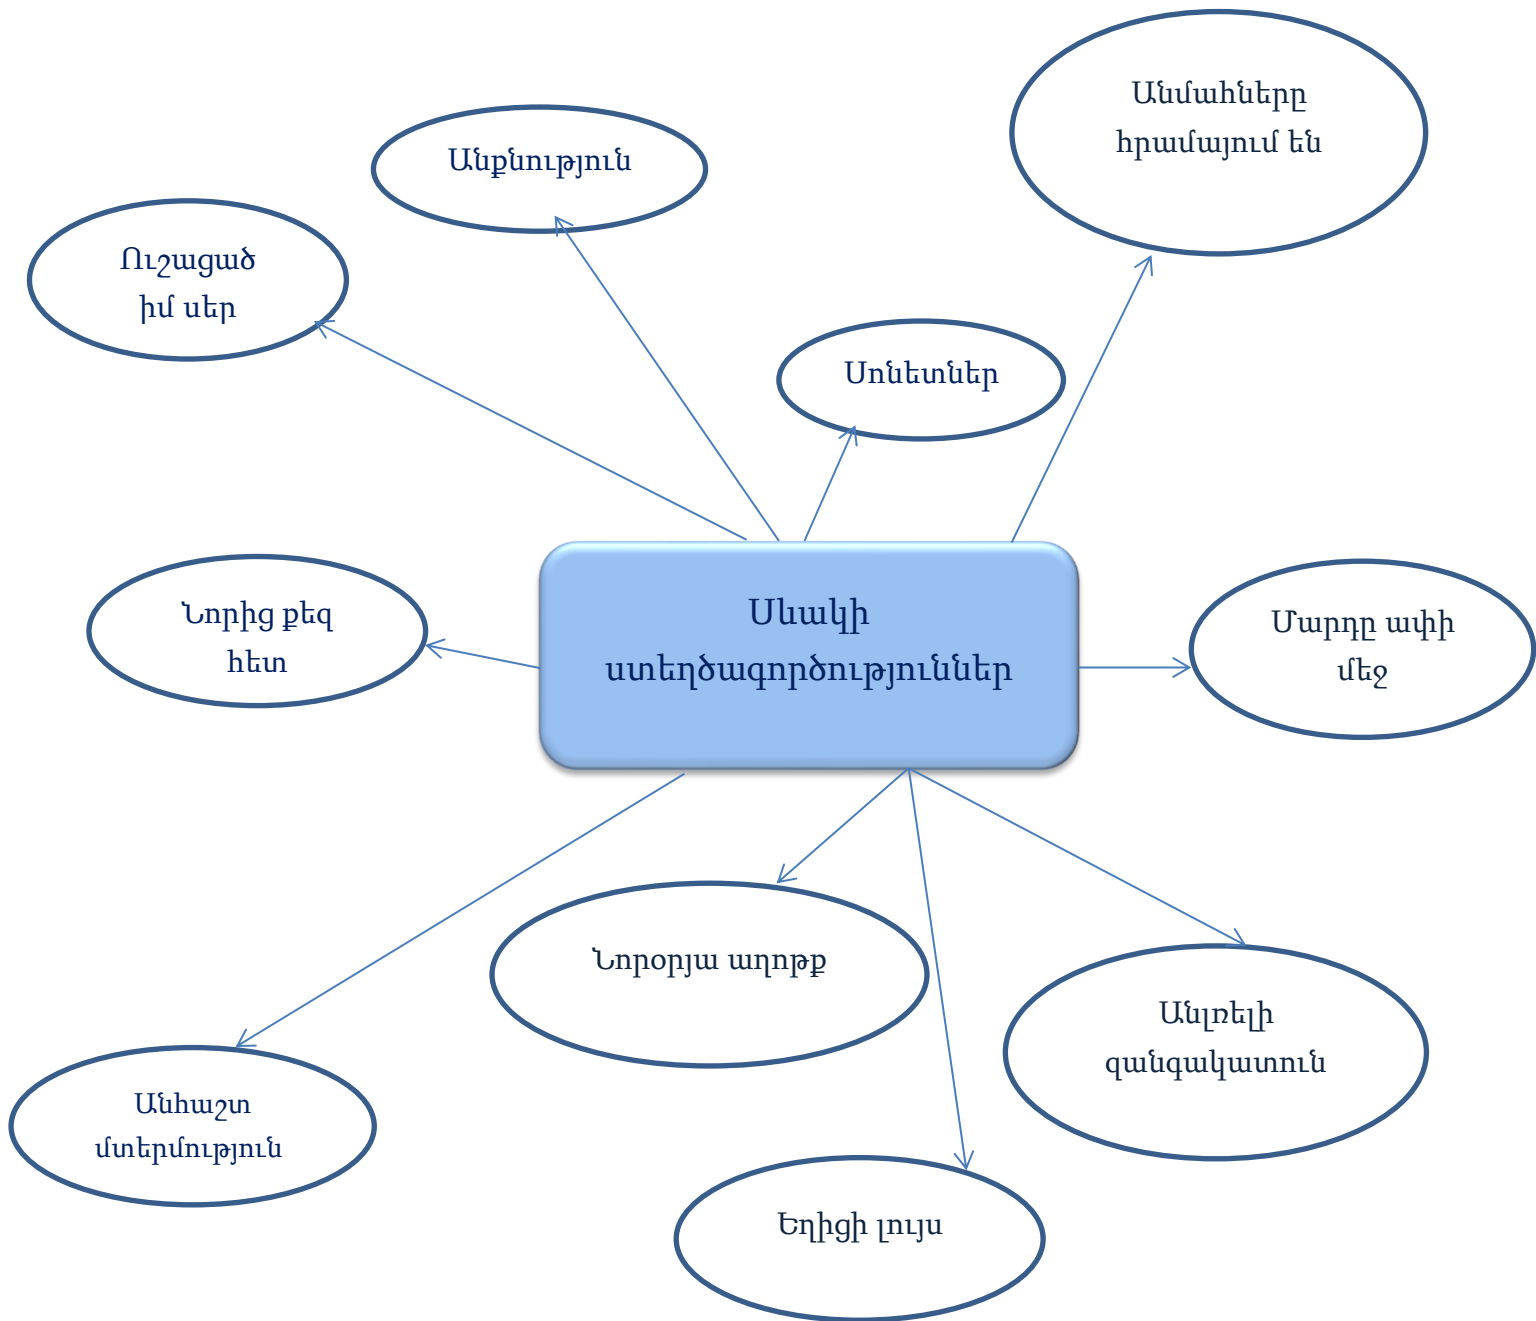 Անմահները
հրամայում են
Անքնություն
Ուշացած
իմ սեր
Սոնետներ
Սևակի
ստեղծագործություններ
Նորից քեզ
հետ
Մարդը ափի
մեջ
Նորօրյա աղոթք
Անլռելի
զանգակատուն
Անհաշտ
մտերմություն
Եղիցի լույս